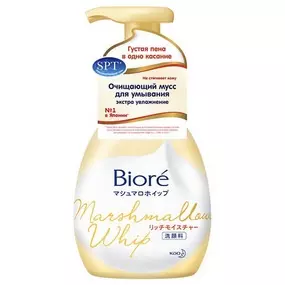 Густая пена
в одно касание
SPT
Не стягивает кожу
Очищающий мусс
для умывания
экстра увлажнение
№1
в Японии
Bioré
マシュマロホイップ
Marshmallow
Whip
リッチモイスチャー
洗顔料
KAO